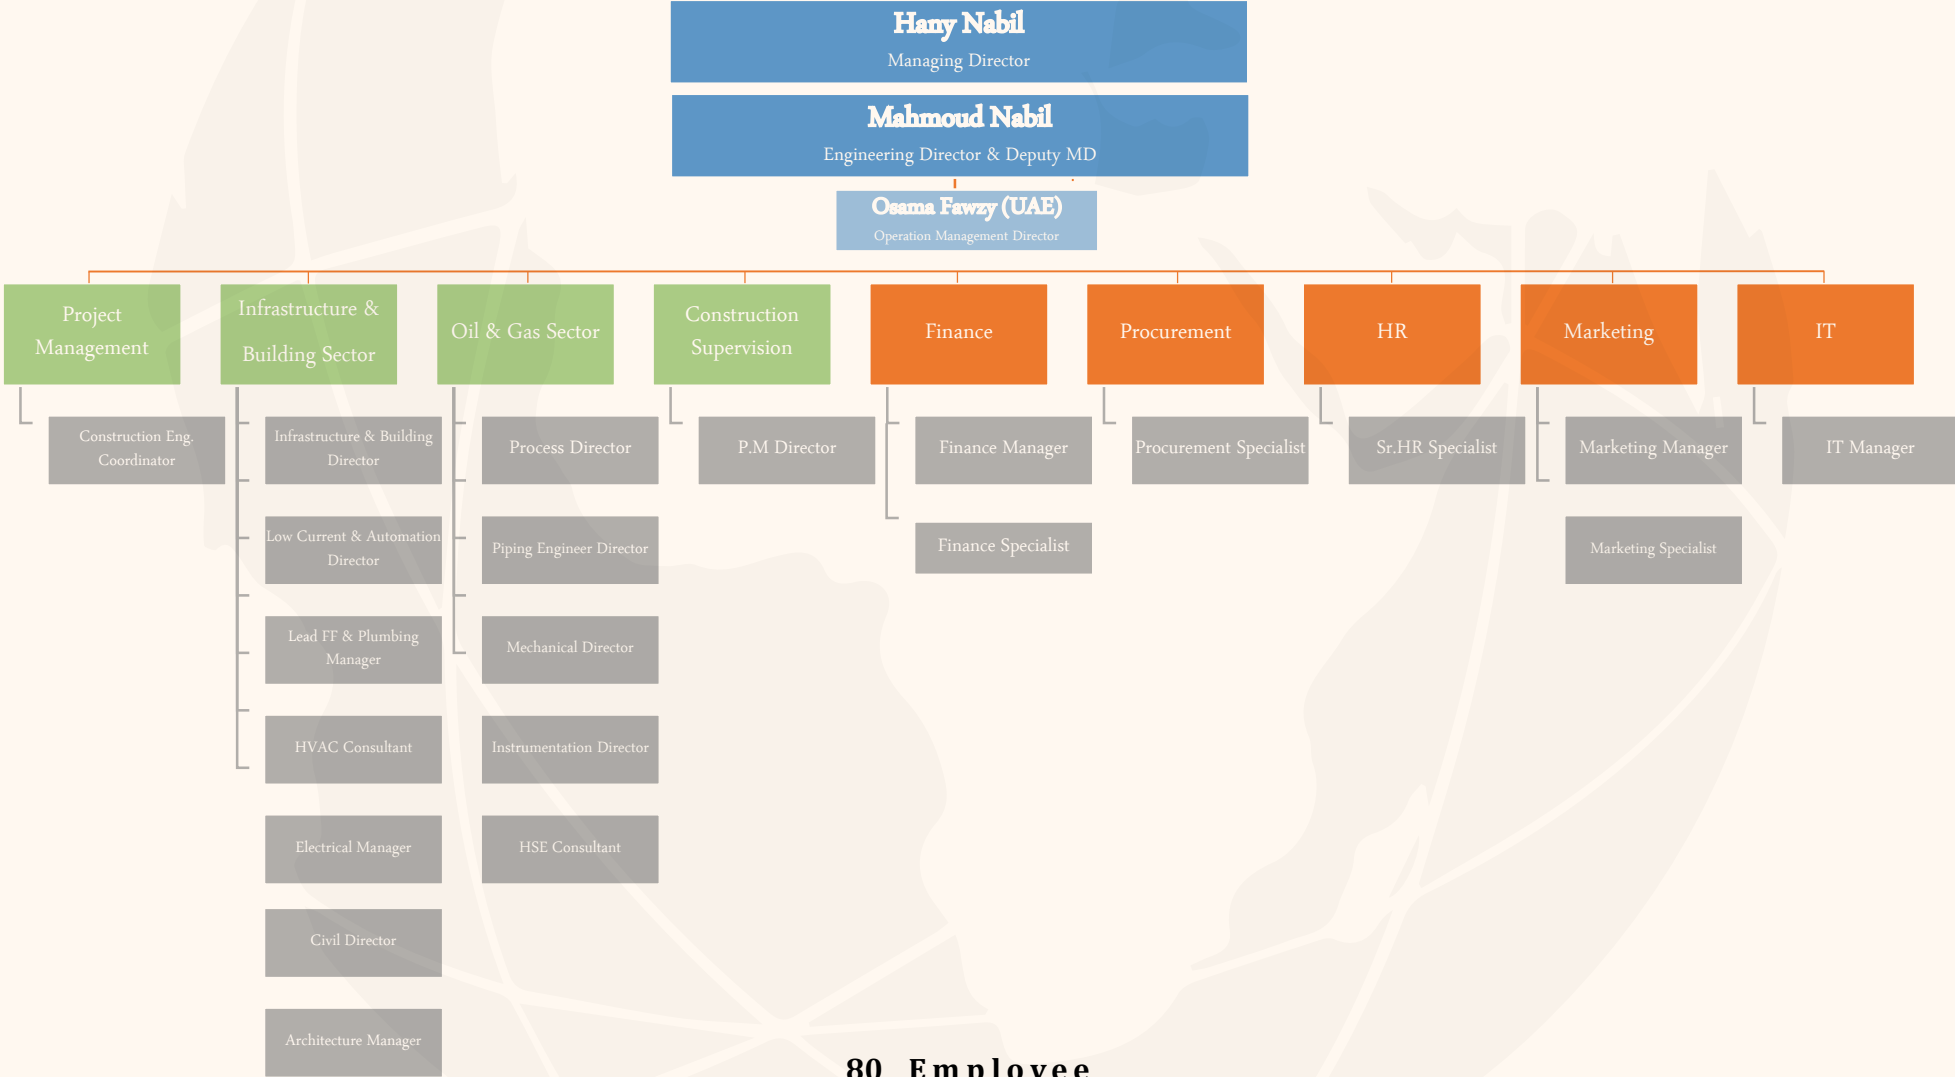 Hany Nabil
Managing Director
Mahmoud Nabil
Engineering Director & Deputy MD
Osama Fawzy (UAE)
Operation Management Director
Project
Management
Infrastructure &
Building Sector
Oil & Gas Sector
Construction
Supervision
Finance
Procurement
HR
Marketing
IT
Construction Eng.
Coordinator
Infrastructure & Building
Director
Low Current & Automation
Director
Lead FF & Plumbing
Manager
HVAC Consultant
Electrical Manager
Civil Director
Architecture Manager
Process Director
Piping Engineer Director
Mechanical Director
Instrumentation Director
HSE Consultant
P.M Director
Finance Manager
Finance Specialist
Procurement Specialist
Sr.HR Specialist
Marketing Manager
Marketing Specialist
IT Manager
80 Employee